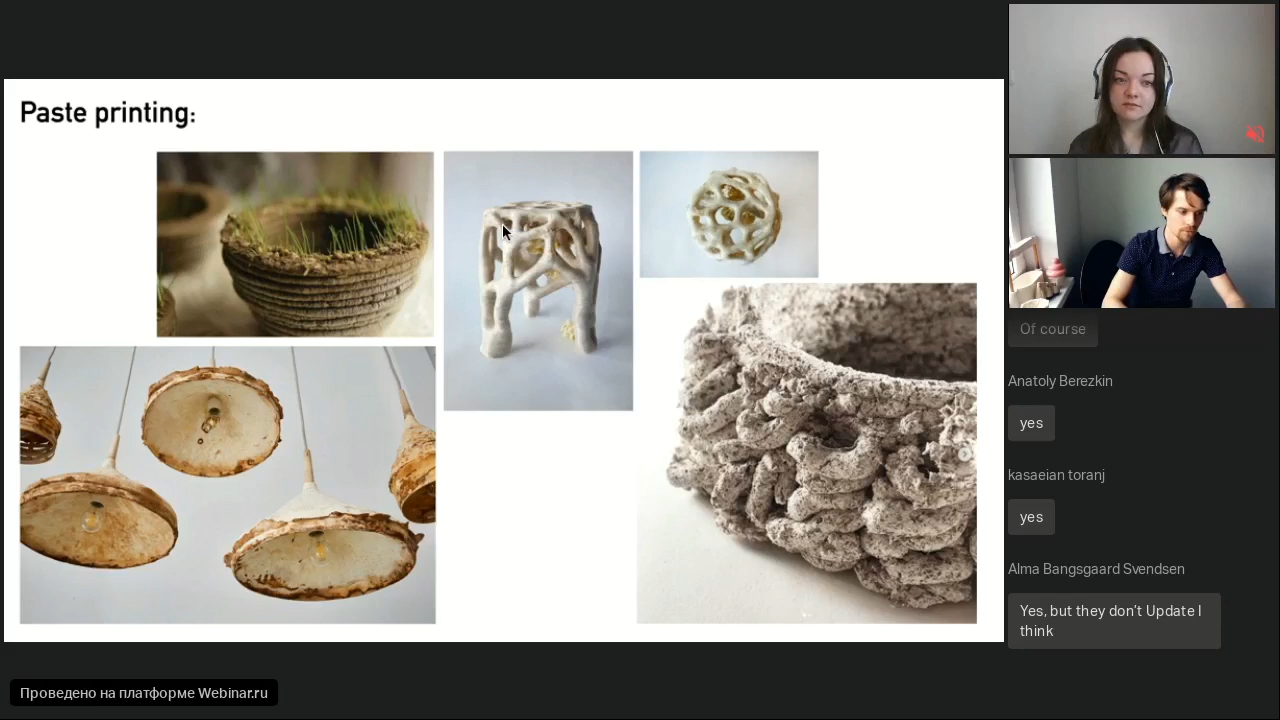 Paste printing:
Of course
Anatoly Berezkin
yes
kasaeian toranj
yes
Alma Bangsgaard Svendsen
Yes, but they don't Update I
think
Проведено на платформе Webinar.ru